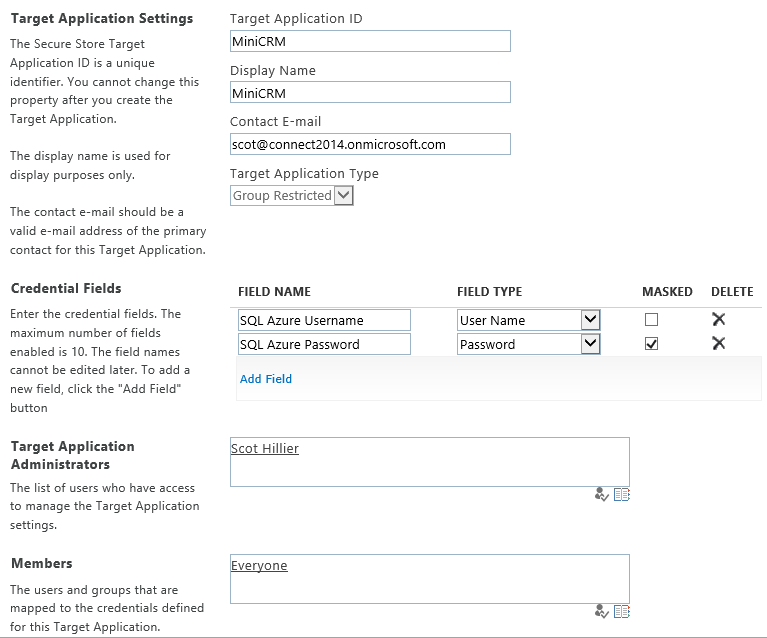 Target Application Settings
The Secure Store Target
Application ID is a unique
identifier. You cannot change this
property after you create the
Target Application.
The display name is used for
display purposes only.
The contact e-mail should be a
valid e-mail address of the primary
contact for this Target Application.
Target Application ID
MiniCRM
Display Name
MiniCRM
Contact E-mail
scot@connect2014.onmicrosoft.com
Target Application Type
Group Restricted
Credential Fields
Enter the credential fields. The
maximum number of fields
enabled is 10. The field names
cannot be edited later. To add a
new field, click the "Add Field"
button
FIELD NAME FIELD TYPE MASKED DELETE
SQL Azure Username User Name
SQL Azure Password Password
Add Field
Target Application
Administrators
The list of users who have access
to manage the Target Application
settings.
Scot Hillier
Members
The users and groups that are
mapped to the credentials defined
for this Target Application.
Everyone